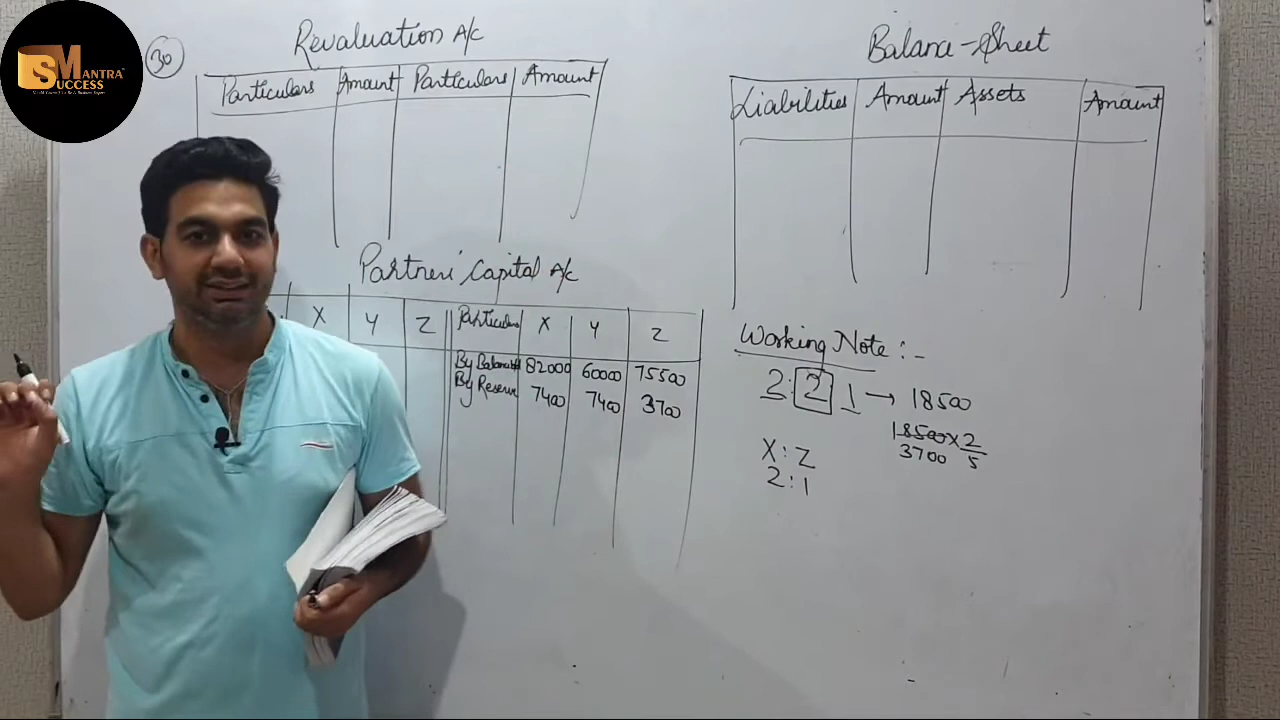 MANTRA
SUCCESS
30
Revaluation A/c
Particulars Amount Particulars Amount
Balance-Sheet
Liabilities Amount Assets Amount
Partners' Capital A/c
X Y Z Particulars X Y Z
By Balance 82000 60000 75500
By Reserve 7400 7400 3700
Working Note :-
2:2 1 → 18500
18500 x 2/5
3700
X:Z
2:1